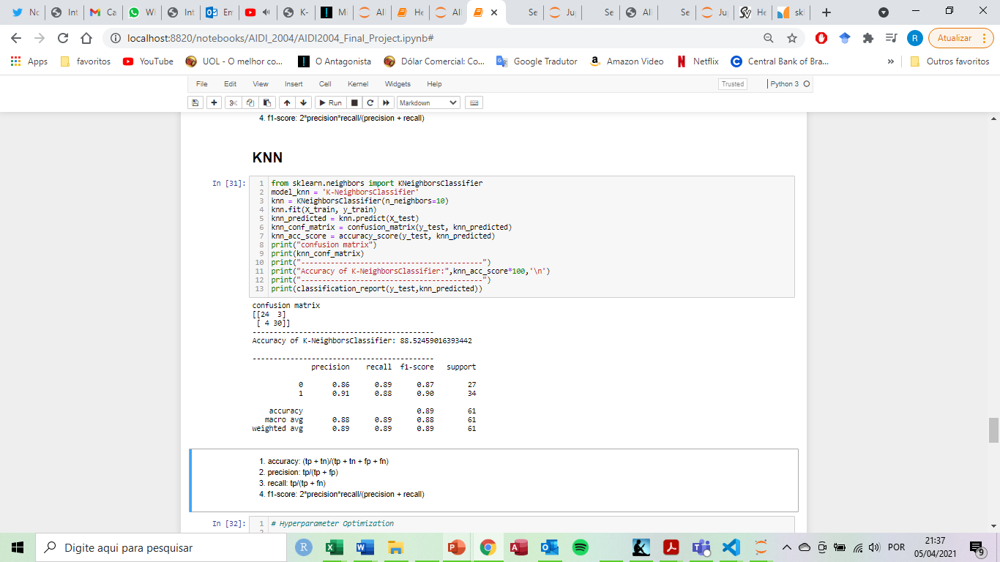 Int
Ca
Int
En
K-
All
He
All
Se
Ju
Se
All
Se
Ju
He
sk
localhost:8820/notebooks/AIDI_2004/AIDI2004_Final_Project.ipynb#
R
Atualizar
Apps
favoritos
YouTube
UOL - O melhor co...
O Antagonista
Dólar Comercial: Co...
Google Tradutor
Amazon Video
Netflix
Central Bank of Bra...
»
Outros favoritos
File Edit View Insert Cell Kernel Widgets Help
Trusted
Python 3
Run
Markdown
4. f1-score: 2*precision*recall/(precision + recall)
KNN
In [31]:
1 from sklearn.neighbors import KNeighborsClassifier
2 model_knn = 'K-NeighborsClassifier'
3 knn = KNeighborsClassifier(n_neighbors=10)
4 knn.fit(X_train, y_train)
5 knn_predicted = knn.predict(X_test)
6 knn_conf_matrix = confusion_matrix(y_test, knn_predicted)
7 knn_acc_score = accuracy_score(y_test, knn_predicted)
8 print("confusion matrix")
9 print(knn_conf_matrix)
10 print("-------------------------------------------")
11 print("Accuracy of K-NeighborsClassifier:",knn_acc_score*100,'\n')
12 print("-------------------------------------------")
13 print(classification_report(y_test,knn_predicted))
confusion matrix
[[24 3]
[ 4 30]]
-------------------------------------------
Accuracy of K-NeighborsClassifier: 88.52459016393442
-------------------------------------------
precision recall f1-score support
0 0.86 0.89 0.87 27
1 0.91 0.88 0.90 34
accuracy 0.89 61
macro avg 0.88 0.89 0.88 61
weighted avg 0.89 0.89 0.89 61
1. accuracy: (tp + tn)/(tp + tn + fp + fn)
2. precision: tp/(tp + fp)
3. recall: tp/(tp + fn)
4. f1-score: 2*precision*recall/(precision + recall)
In [32]:
1 # Hyperparameter Optimization
Digite aqui para pesquisar
POR
21:37
05/04/2021
9